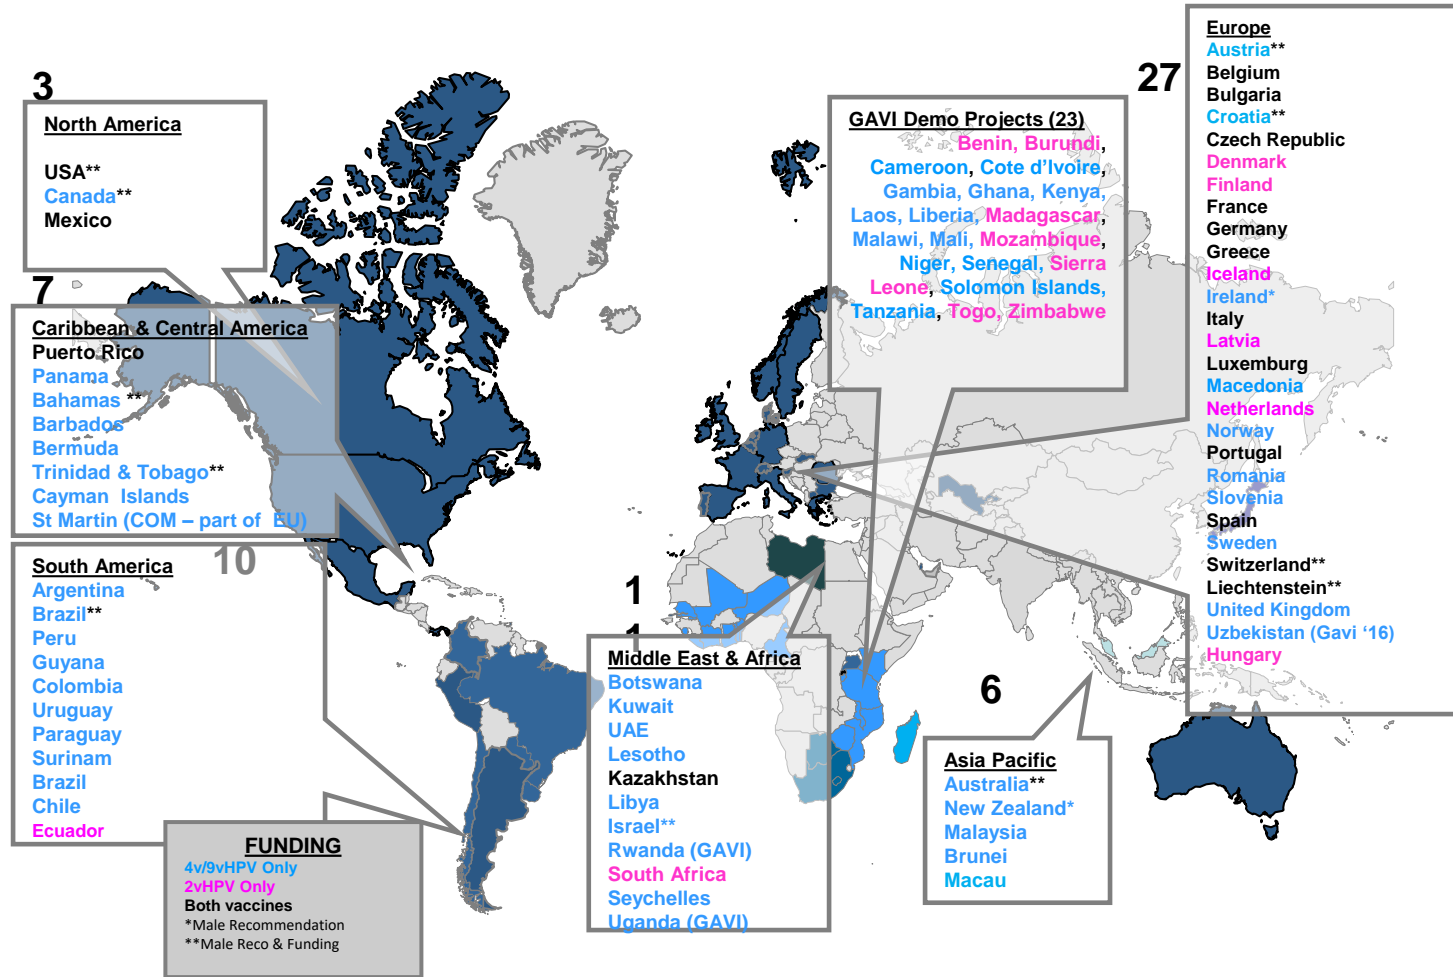 3
North America
USA**
Canada**
Mexico
7
Caribbean & Central America
Puerto Rico
Panama
Bahamas **
Barbados
Bermuda
Trinidad & Tobago**
Cayman Islands
St Martin (COM – part of EU)
10
South America
Argentina
Brazil**
Peru
Guyana
Colombia
Uruguay
Paraguay
Surinam
Brazil
Chile
Ecuador
FUNDING
4v/9vHPV Only
2vHPV Only
Both vaccines
*Male Recommendation
**Male Reco & Funding
1
1
Middle East & Africa
Botswana
Kuwait
UAE
Lesotho
Kazakhstan
Libya
Israel**
Rwanda (GAVI)
South Africa
Seychelles
Uganda (GAVI)
GAVI Demo Projects (23)
Benin, Burundi,
Cameroon, Cote d’Ivoire,
Gambia, Ghana, Kenya,
Laos, Liberia, Madagascar,
Malawi, Mali, Mozambique,
Niger, Senegal, Sierra
Leone, Solomon Islands,
Tanzania, Togo, Zimbabwe
6
Asia Pacific
Australia**
New Zealand*
Malaysia
Brunei
Macau
27
Europe
Austria**
Belgium
Bulgaria
Croatia**
Czech Republic
Denmark
Finland
France
Germany
Greece
Iceland
Ireland*
Italy
Latvia
Luxemburg
Macedonia
Netherlands
Norway
Portugal
Romania
Slovenia
Spain
Sweden
Switzerland**
Liechtenstein**
United Kingdom
Uzbekistan (Gavi ‘16)
Hungary